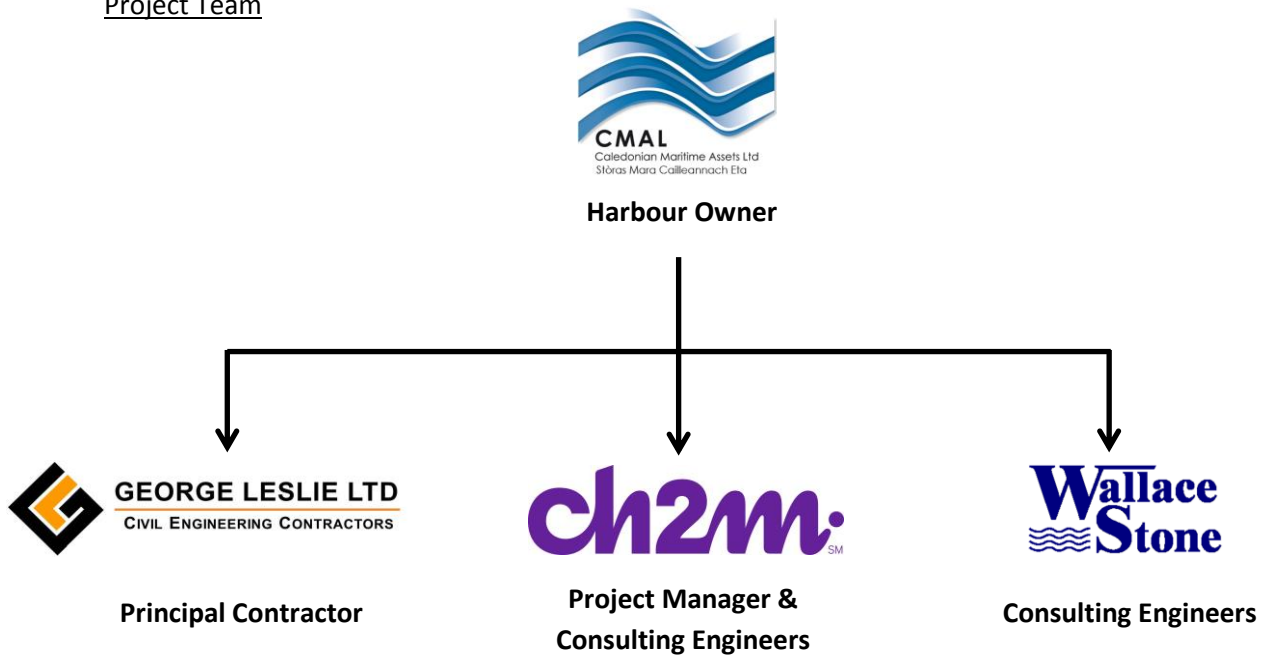 Project Team
CMAL
Caledonian Maritime Assets Ltd
Stòras Mara Cailleannach Eta
Harbour Owner
GEORGE LESLIE LTD
CIVIL ENGINEERING CONTRACTORS
Principal Contractor
ch2m:
SM
Project Manager &
Consulting Engineers
Wallace
Stone
Consulting Engineers